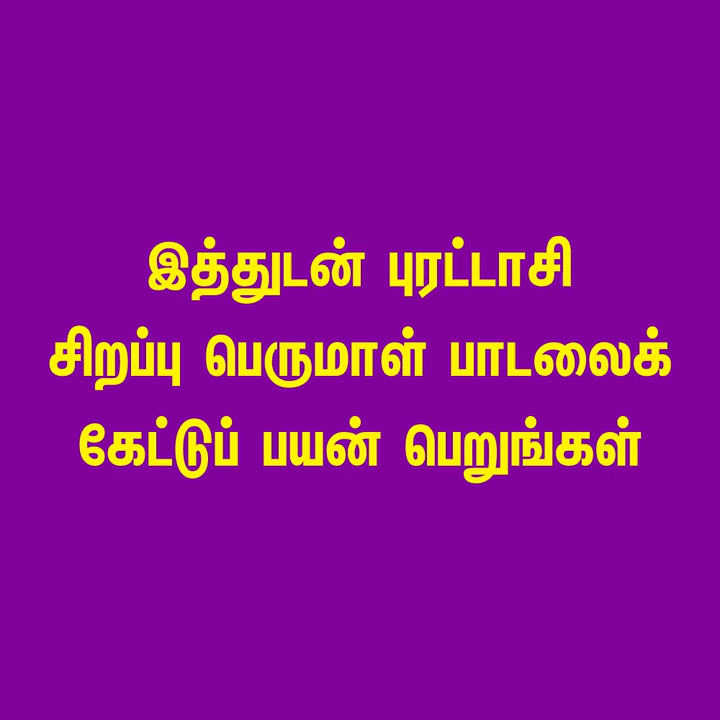 இத்துடன் புரட்டாசி
சிறப்பு பெருமாள் பாடலைக்
கேட்டுப் பயன் பெறுங்கள்